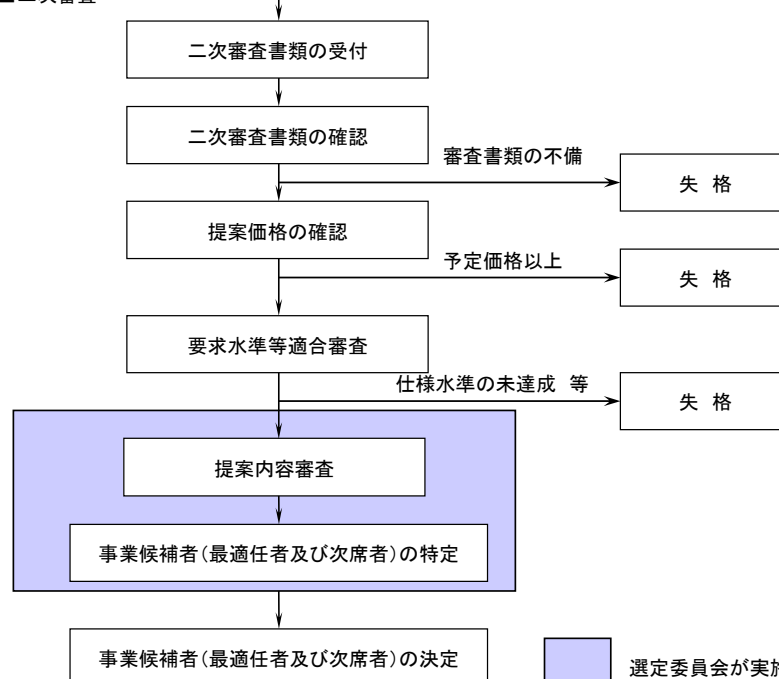 二次審査書類の受付
二次審査書類の確認
審査書類の不備
失 格
提案価格の確認
予定価格以上
失 格
要求水準等適合審査
仕様水準の未達成 等
失 格
提案内容審査
事業候補者（最適任者及び次席者）の特定
事業候補者（最適任者及び次席者）の決定
選定委員会が実施